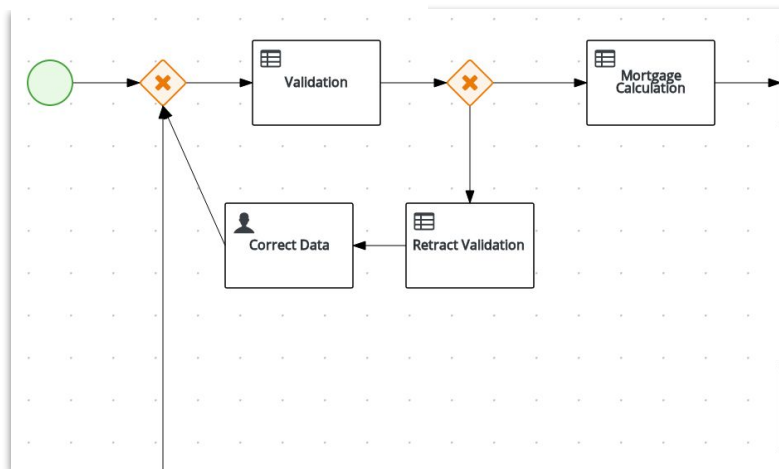 Validation
Mortgage
Calculation
Correct Data
Retract Validation